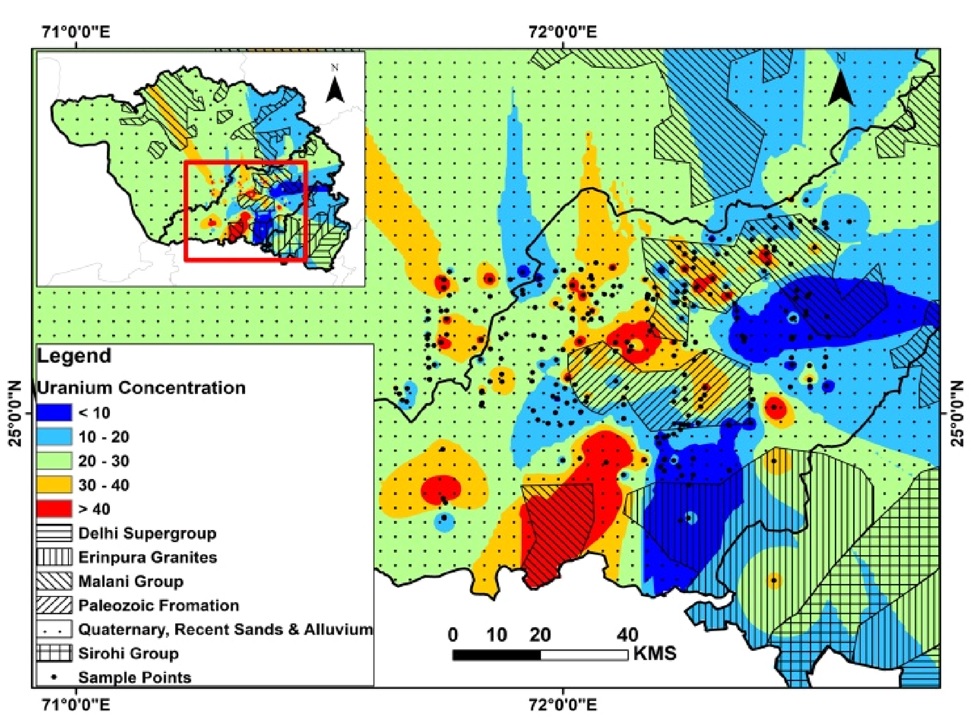 71°0'0"E
72°0'0"E
N
N
25°0'0"N
25°0'0"N
Legend
Uranium Concentration
< 10
10 - 20
20 - 30
30 - 40
> 40
Delhi Supergroup
Erinpura Granites
Malani Group
Paleozoic Fromation
Quaternary, Recent Sands & Alluvium
Sirohi Group
Sample Points
0 10 20 40
KMS
71°0'0"E
72°0'0"E